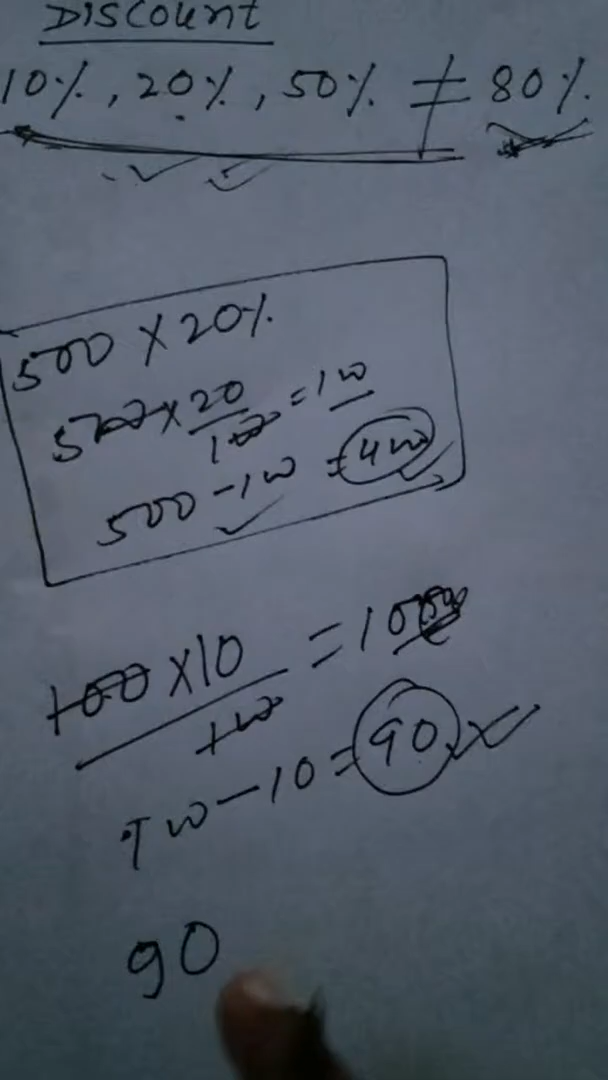 DISCOUNT
10%, 20%, 50% ≠ 80%
500 × 20%
500 × 20/100 = 100
500 - 100 = 400
100 × 10/100 = 10
100 - 10 = 90
90